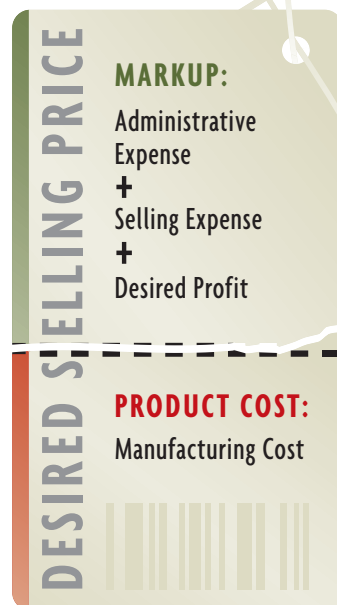 DESIRED SELLING PRICE
MARKUP:
Administrative
Expense
+
Selling Expense
+
Desired Profit
PRODUCT COST:
Manufacturing Cost